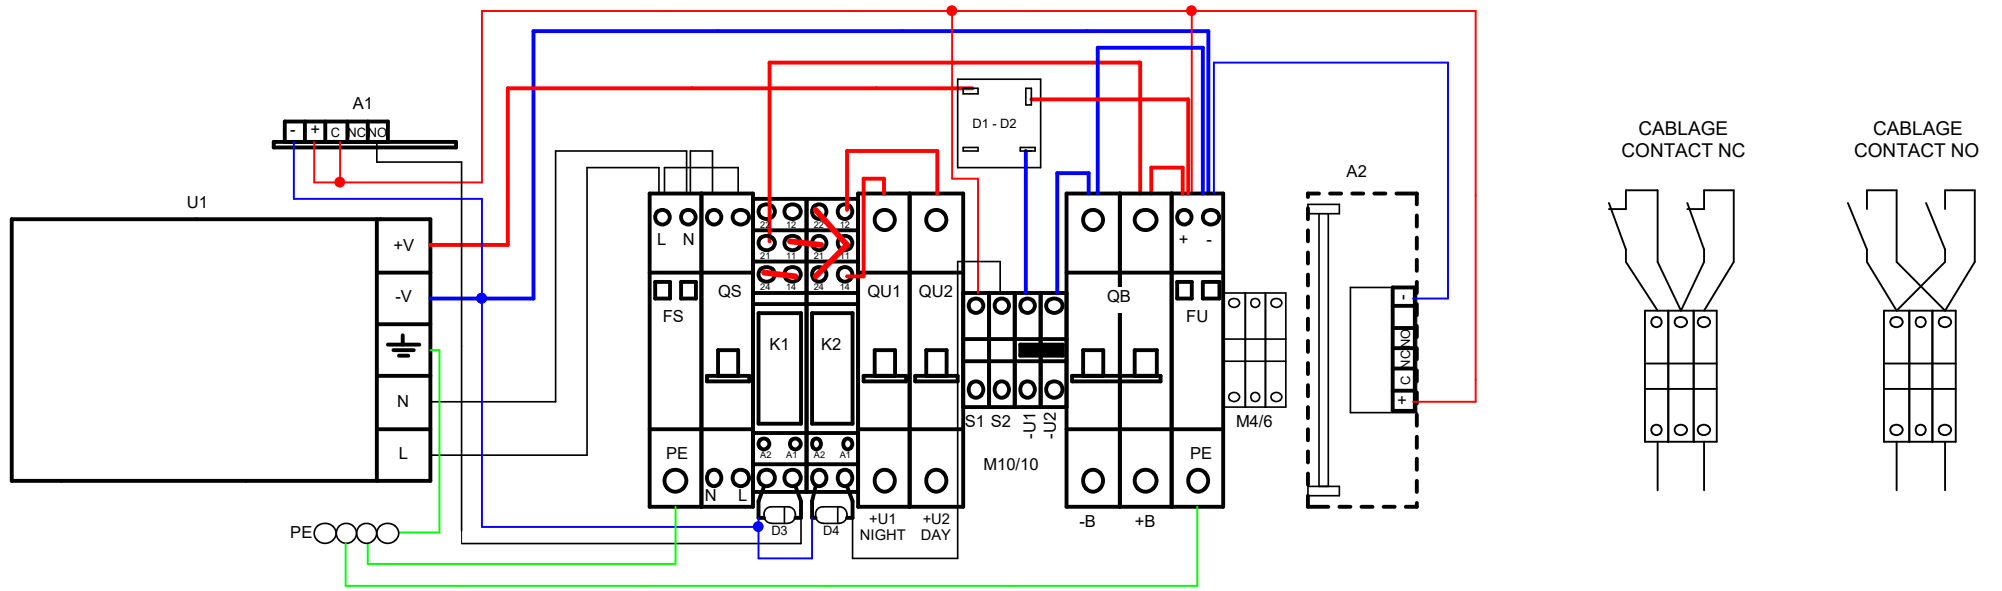 A1
- + C NC NO
U1
+V
-V
N
L
PE
L N
FS
PE
QS
N L
22 12 22 12
21 11 21 11
24 14 24 14
K1 K2
A2 A1 A2 A1
D3 D4
QU1 QU2
+U1
NIGHT
+U2
DAY
D1 - D2
S1 S2 -U1 -U2
M10/10
QB
-B +B
+ -
FU
PE
M4/6
A2
-
NO
NC
C
+
CABLAGE
CONTACT NC
CABLAGE
CONTACT NO